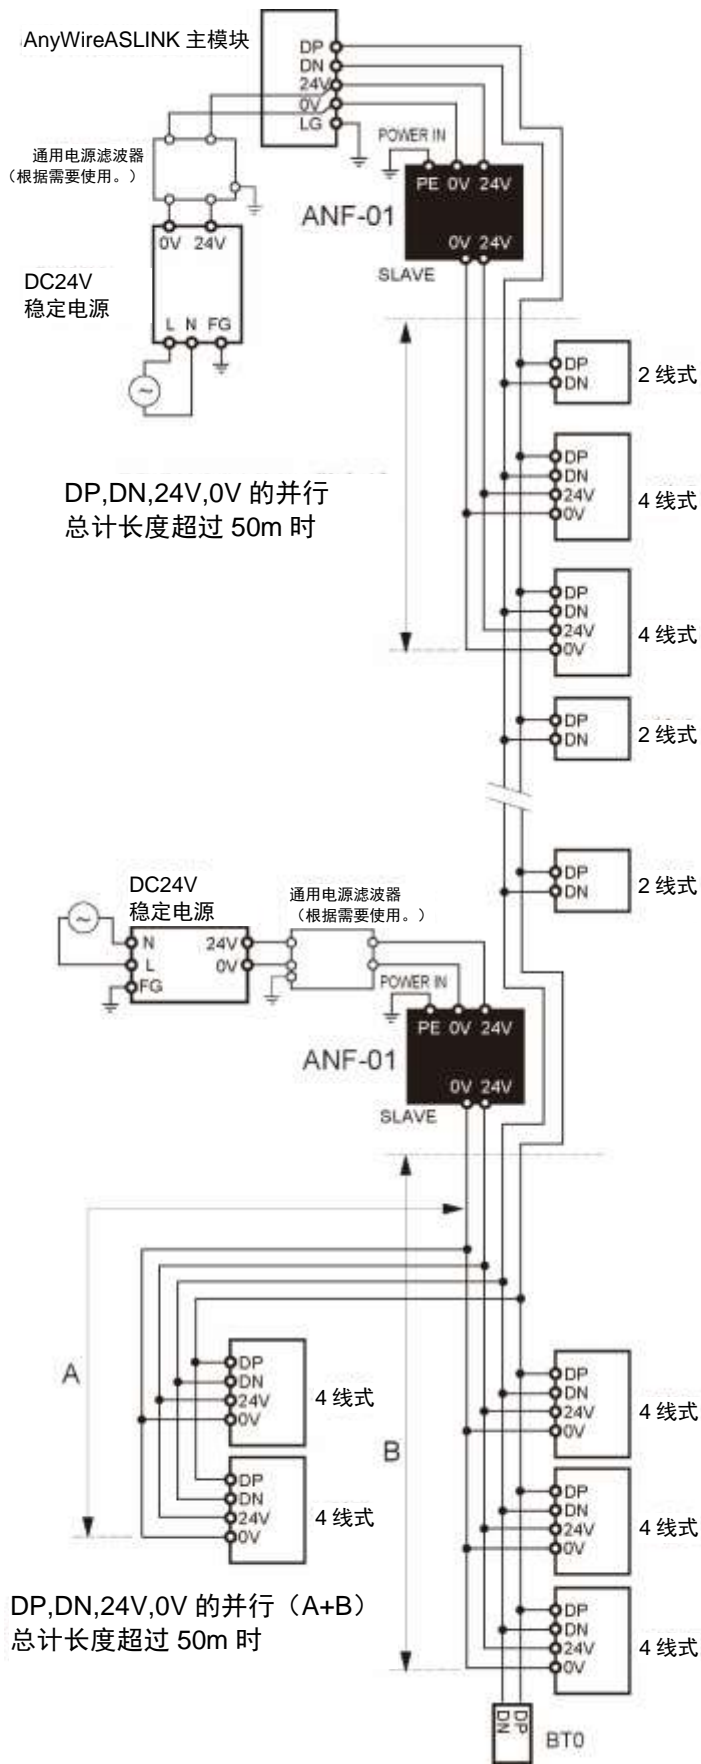 AnyWireASLINK 主模块
DP
DN
24V
0V
LG
通用电源滤波器
（根据需要使用。）
POWER IN
PE 0V 24V
ANF-01
0V 24V
SLAVE
0V 24V
DC24V
稳定电源
L N FG
DP
DN
2 线式
DP
DN
24V
0V
4 线式
DP,DN,24V,0V 的并行
总计长度超过 50m 时
DP
DN
24V
0V
4 线式
DP
DN
2 线式
DP
DN
2 线式
DC24V
稳定电源
通用电源滤波器
（根据需要使用。）
N
L
FG
24V
0V
POWER IN
PE 0V 24V
ANF-01
0V 24V
SLAVE
A
DP
DN
24V
0V
4 线式
DP
DN
24V
0V
4 线式
B
DP
DN
24V
0V
4 线式
DP
DN
24V
0V
4 线式
DP
DN
24V
0V
4 线式
DP,DN,24V,0V 的并行（A+B）
总计长度超过 50m 时
DN
DP
BT0